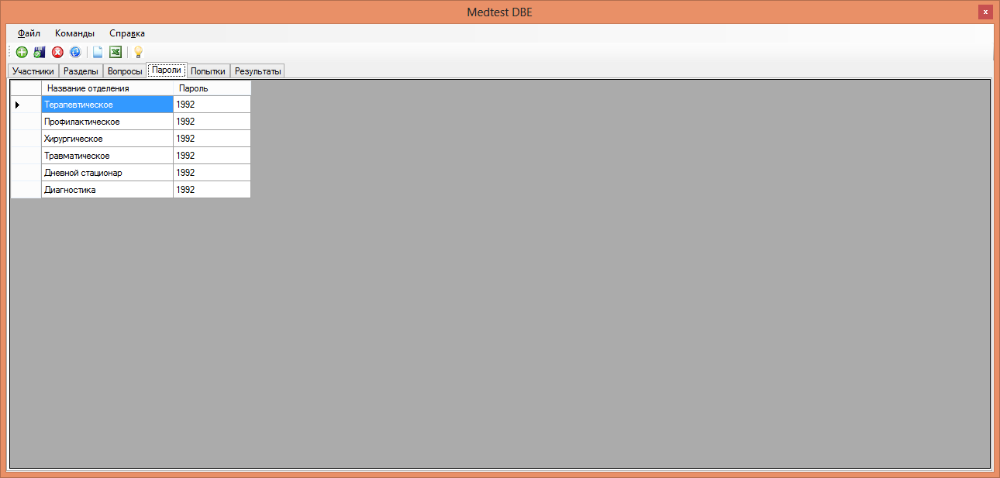 Medtest DBE
Файл Команды Справка
Участники Разделы Вопросы Пароли Попытки Результаты
Название отделения Пароль
Терапевтическое 1992
Профилактическое 1992
Хирургическое 1992
Травматическое 1992
Дневной стационар 1992
Диагностика 1992